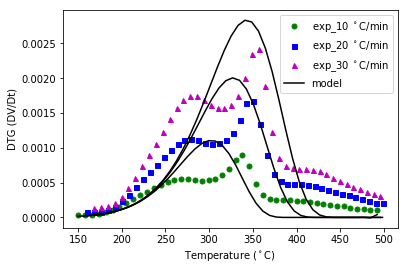 exp_10 °C/min
exp_20 °C/min
exp_30 °C/min
model
DTG (DV/Dt)
0.0025
0.0020
0.0015
0.0010
0.0005
0.0000
150 200 250 300 350 400 450 500
Temperature (°C)